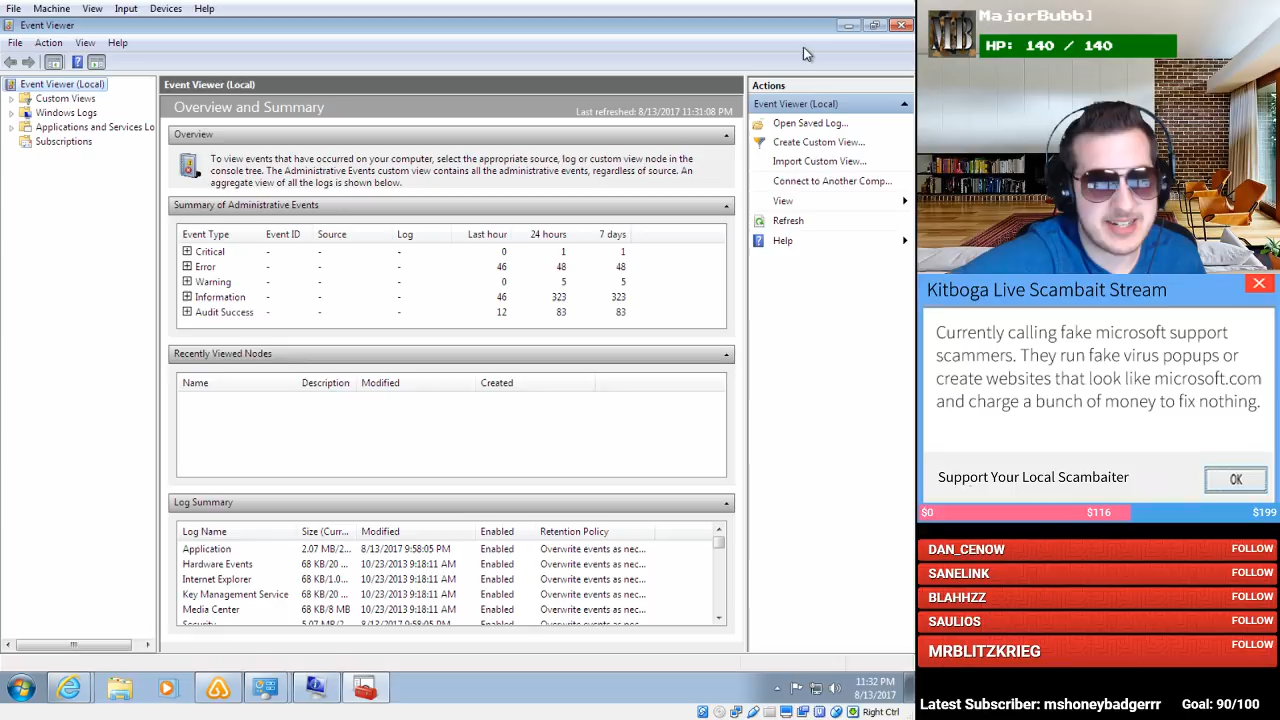 File Machine View Input Devices Help
Event Viewer
File Action View Help
Event Viewer (Local)
Custom Views
Windows Logs
Applications and Services Lo
Subscriptions
Event Viewer (Local)
Overview and Summary
Last refreshed: 8/13/2017 11:31:08 PM
Overview
To view events that have occurred on your computer, select the appropriate source, log or custom view node in the
console tree. The Administrative Events custom view contains all the administrative events, regardless of source. An
aggregate view of all the logs is shown below.
Summary of Administrative Events
Event Type Event ID Source Log Last hour 24 hours 7 days
Critical - - - 0 1 1
Error - - - 46 48 48
Warning - - - 0 5 5
Information - - - 46 323 323
Audit Success - - - 12 83 83
Recently Viewed Nodes
Name Description Modified Created
Log Summary
Log Name Size (Curr... Modified Enabled Retention Policy
Application 2.07 MB/2... 8/13/2017 9:58:05 PM Enabled Overwrite events as nec...
Hardware Events 68 KB/20 ... 10/23/2013 9:18:11 AM Enabled Overwrite events as nec...
Internet Explorer 68 KB/1.0... 10/23/2013 9:18:11 AM Enabled Overwrite events as nec...
Key Management Service 68 KB/20 ... 10/23/2013 9:18:11 AM Enabled Overwrite events as nec...
Media Center 68 KB/8 MB 10/23/2013 9:18:11 AM Enabled Overwrite events as nec...
Actions
Event Viewer (Local)
Open Saved Log...
Create Custom View...
Import Custom View...
Connect to Another Comp...
View
Refresh
Help
11:32 PM
8/13/2017
Right Ctrl
MB
MajorBubbl
HP: 140 / 140
Kitboga Live Scambait Stream
Currently calling fake microsoft support
scammers. They run fake virus popups or
create websites that look like microsoft.com
and charge a bunch of money to fix nothing.
Support Your Local Scambaiter
OK
$0 $116 $199
DAN_CENOW FOLLOW
SANELINK FOLLOW
BLAHHZZ FOLLOW
SAULIOS FOLLOW
MRBLITZKRIEG FOLLOW
Latest Subscriber: mshoneybadgerrr Goal: 90/100